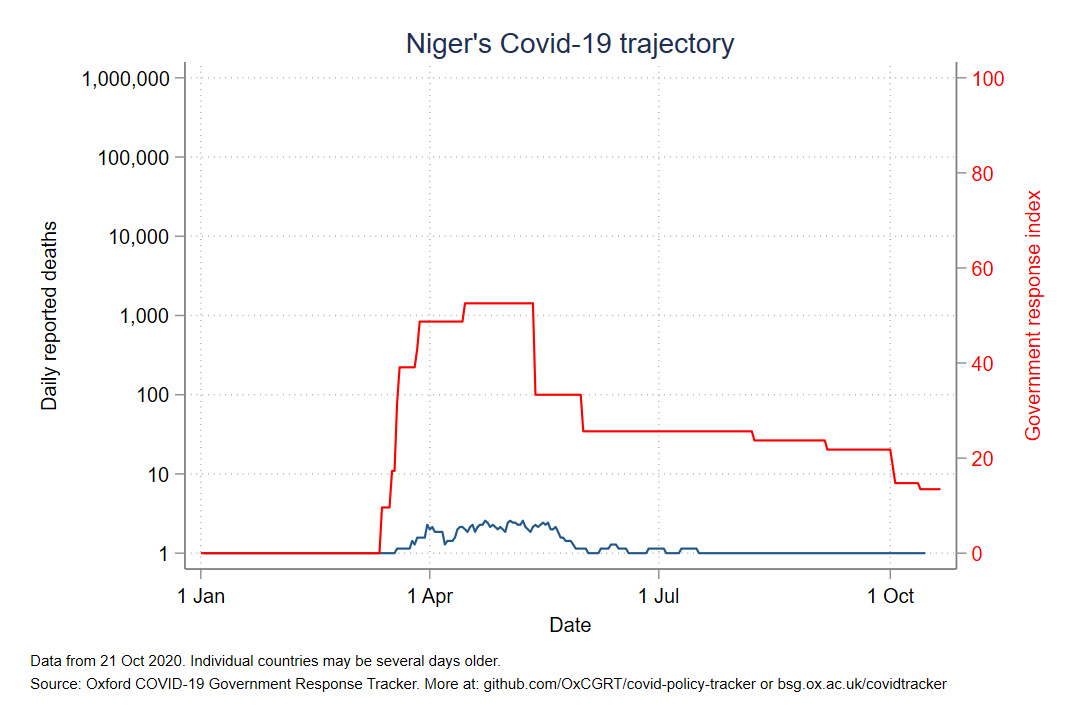 Niger's Covid-19 trajectory
1,000,000
100,000
10,000
1,000
100
10
1
Daily reported deaths
100
80
60
40
20
0
Government response index
1 Jan
1 Apr
1 Jul
1 Oct
Date
Data from 21 Oct 2020. Individual countries may be several days older.
Source: Oxford COVID-19 Government Response Tracker. More at: github.com/OxCGRT/covid-policy-tracker or bsg.ox.ac.uk/covidtracker